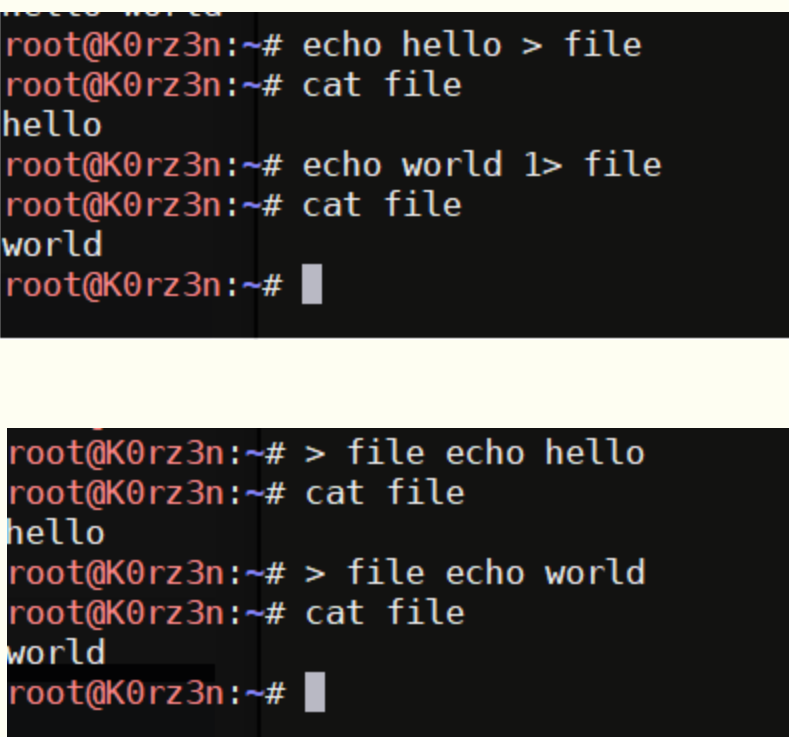 hello world
root@K0rz3n:~# echo hello > file
root@K0rz3n:~# cat file
hello
root@K0rz3n:~# echo world 1> file
root@K0rz3n:~# cat file
world
root@K0rz3n:~#
root@K0rz3n:~# > file echo hello
root@K0rz3n:~# cat file
hello
root@K0rz3n:~# > file echo world
root@K0rz3n:~# cat file
world
root@K0rz3n:~#